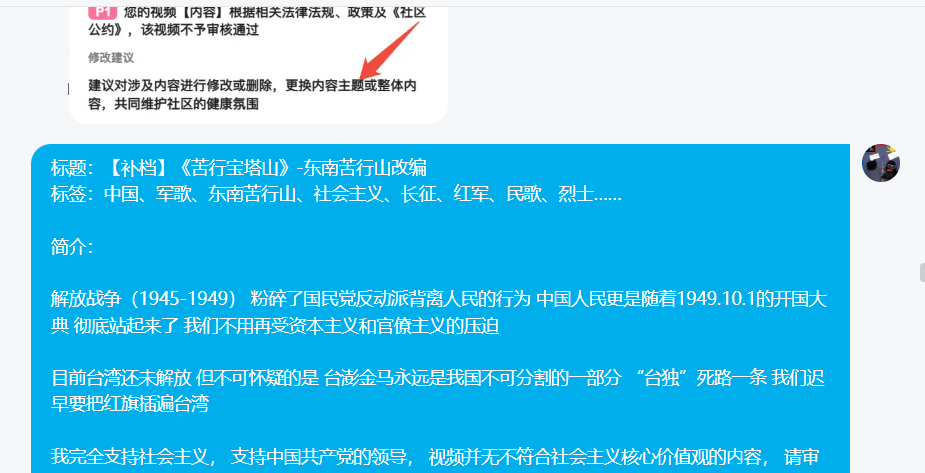 P1 您的视频【内容】根据相关法律法规、政策及《社区
公约》，该视频不予审核通过
修改建议
建议对涉及内容进行修改或删除，更换内容主题或整体内
容，共同维护社区的健康氛围
标题：【补档】《苦行宝塔山》-东南苦行山改编
标签：中国、军歌、东南苦行山、社会主义、长征、红军、民歌、烈士......
简介：
解放战争（1945-1949） 粉碎了国民党反动派背离人民的行为 中国人民更是随着1949.10.1的开国大
典 彻底站起来了 我们不用再受资本主义和官僚主义的压迫
目前台湾还未解放 但不可怀疑的是 台澎金马永远是我国不可分割的一部分 “台独”死路一条 我们迟
早要把红旗插遍台湾
我完全支持社会主义， 支持中国共产党的领导， 视频并无不符合社会主义核心价值观的内容， 请审